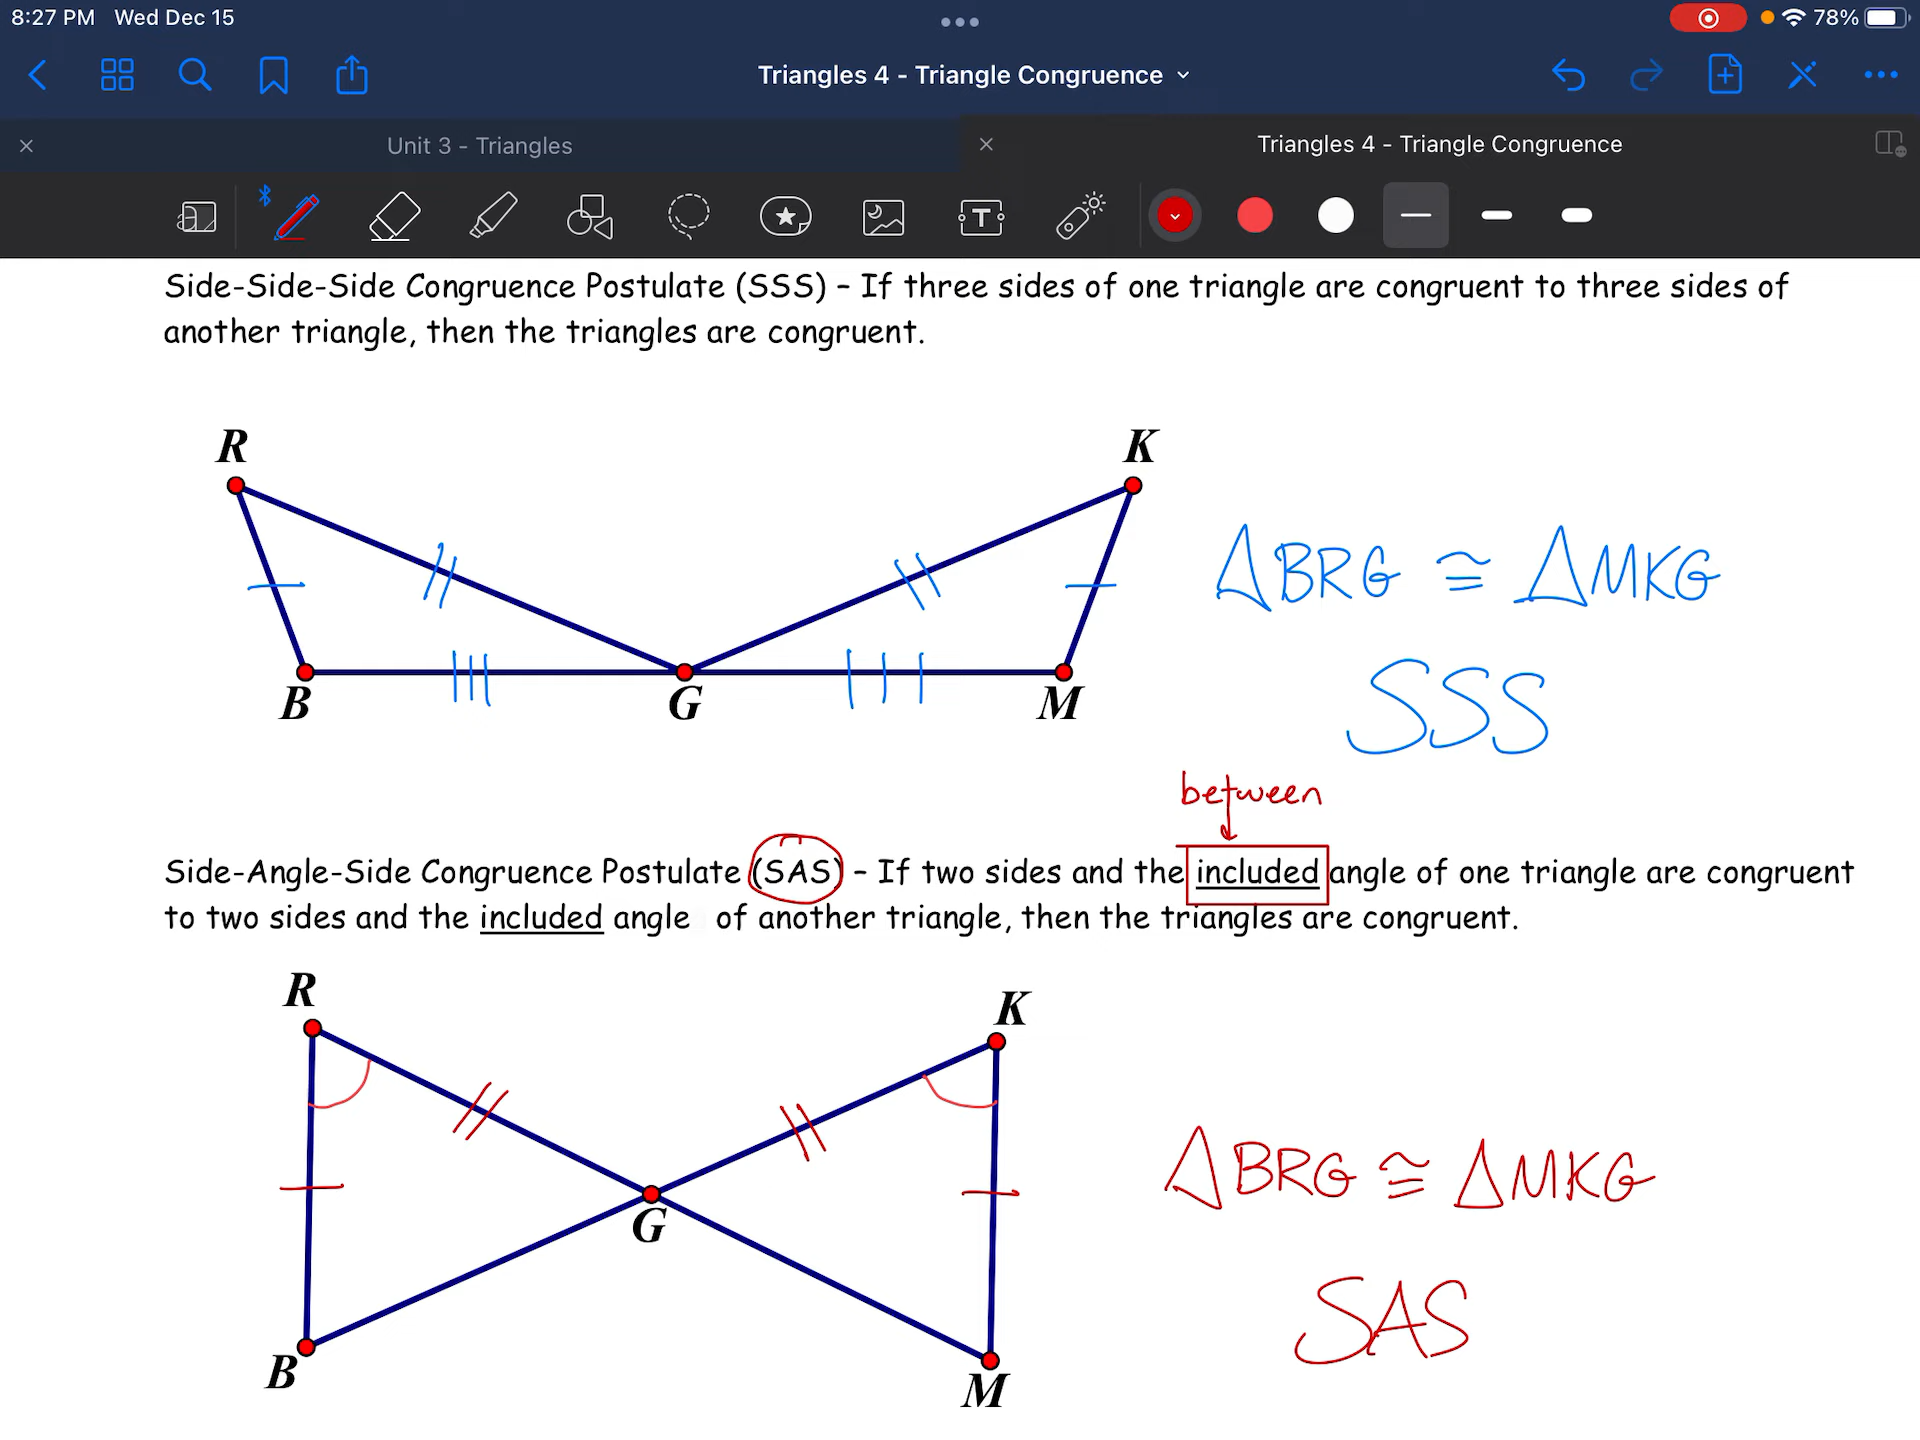 8:27 PM Wed Dec 15
78%
Triangles 4 - Triangle Congruence
Unit 3 - Triangles
Triangles 4 - Triangle Congruence
Side-Side-Side Congruence Postulate (SSS) – If three sides of one triangle are congruent to three sides of
another triangle, then the triangles are congruent.
R
K
B
G
M
ΔBRG ≅ ΔMKG
SSS
between
Side-Angle-Side Congruence Postulate (SAS) – If two sides and the included angle of one triangle are congruent
to two sides and the included angle of another triangle, then the triangles are congruent.
R
K
G
B
M
ΔBRG ≅ ΔMKG
SAS